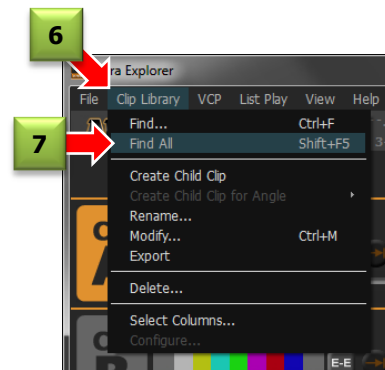 6
ra Explorer
File Clip Library VCP List Play View Help
7
Find... Ctrl+F
Find All Shift+F5
3
Create Child Clip
Create Child Clip for Angle
Rename...
Modify... Ctrl+M
Export
Delete...
Select Columns...
Configure...
E-E